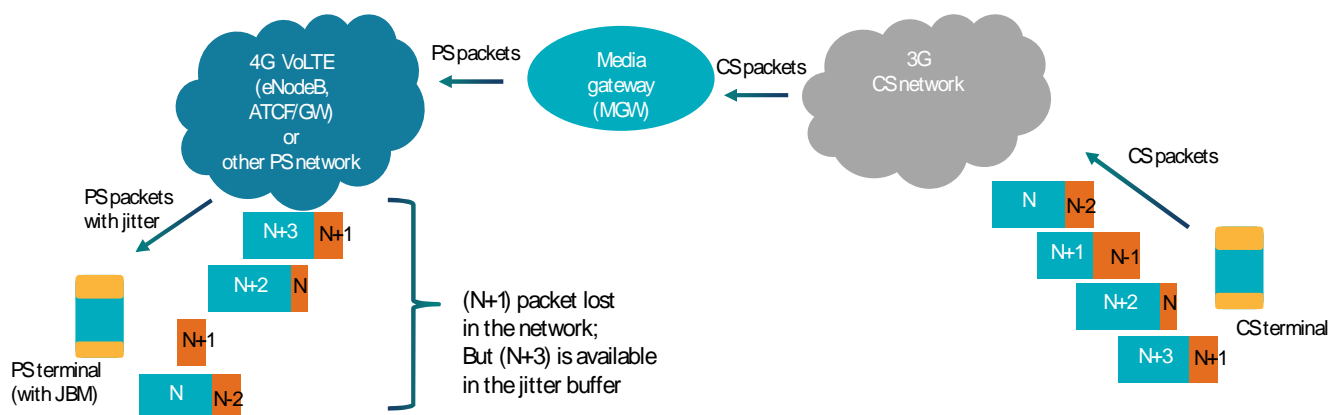 4G VoLTE
(eNodeB,
ATCF/GW)
or
other PS network
PS packets
Media
gateway
(MGW)
CS packets
3G
CS network
CS packets
PS packets
with jitter
N+3 N+1
N+2 N
N+1
N N-2
PS terminal
(with JBM)
(N+1) packet lost
in the network;
But (N+3) is available
in the jitter buffer
N N-2
N+1 N-1
N+2 N
N+3 N+1
CS terminal